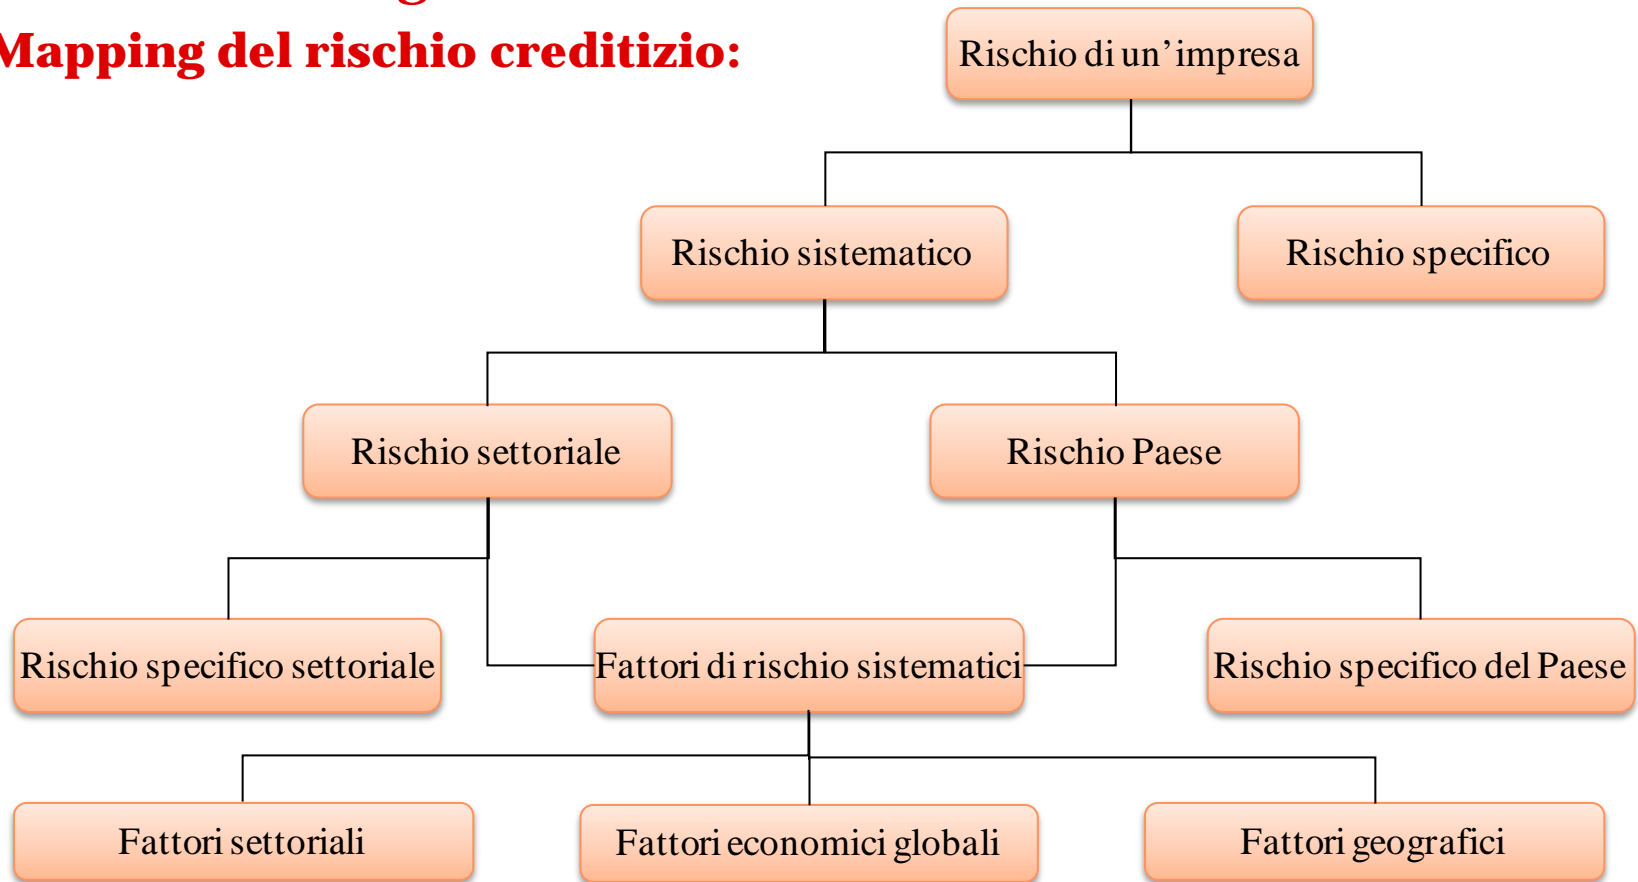 Mapping del rischio creditizio:
Rischio di un’impresa
Rischio sistematico
Rischio specifico
Rischio settoriale
Rischio Paese
Rischio specifico settoriale
Fattori di rischio sistematici
Rischio specifico del Paese
Fattori settoriali
Fattori economici globali
Fattori geografici